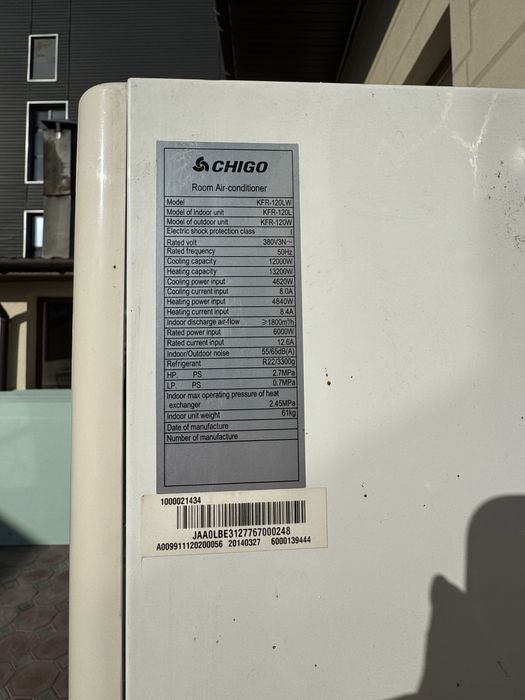 CHIGO
Room Air-conditioner
Model KFR-120LW
Model of indoor unit KFR-120L
Model of outdoor unit KFR-120W
Electric shock protection class I
Rated volt 380V3N~
Rated frequency 50Hz
Cooling capacity 12000W
Heating capacity 13200W
Cooling power input 4620W
Cooling current input 8.0A
Heating power input 4840W
Heating current input 8.4A
Indoor discharge air-flow ≥1800m³/h
Rated power input 6000W
Rated current input 12.6A
Indoor/Outdoor noise 55/65dB(A)
Refrigerant R22/3300g
HP. PS 2.7MPa
LP. PS 0.7MPa
Indoor max operating pressure of heat
exchanger 2.45MPa
Indoor unit weight 61kg
Date of manufacture
Number of manufacture
1000021434
JAA0LBE3127767000248
A009911120200056 20140327 6000139444